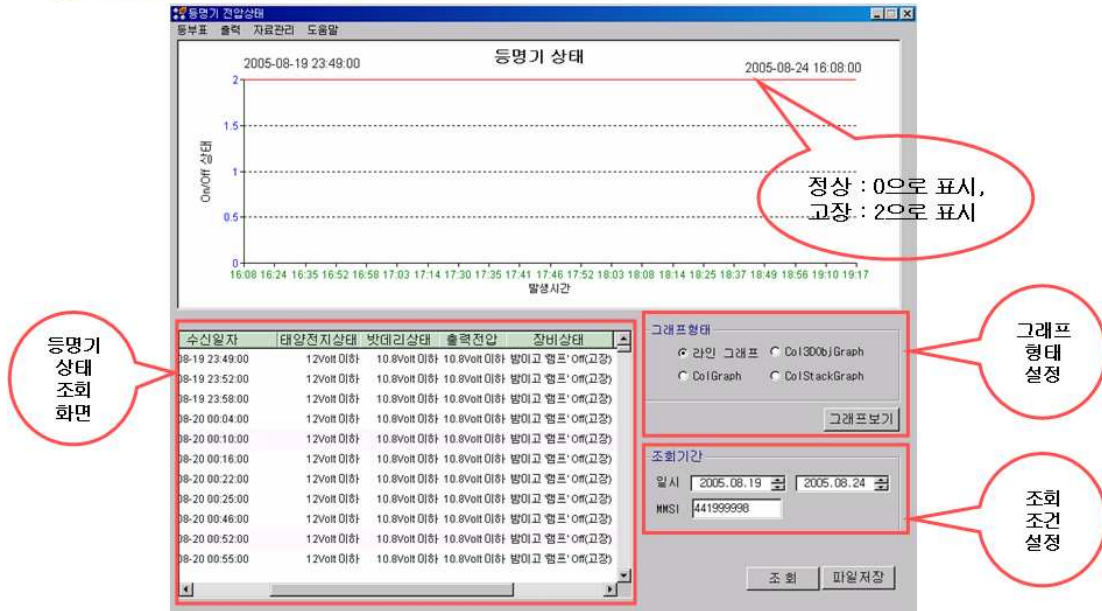 등명기 전압상태
등부표 출력 자료관리 도움말
등명기 상태
2005-08-19 23:49:00
2005-08-24 16:08:00
2
1.5
1
0.5
0
On/Off 상태
16:08 16:24 16:35 16:52 16:58 17:03 17:14 17:30 17:35 17:41 17:46 17:52 18:03 18:08 18:14 18:25 18:37 18:49 18:56 19:10 19:17
발생시간
정상 : 0으로 표시,
고장 : 2으로 표시
등명기
상태
조회
화면
수신일자 태양전지상태 밧데리상태 출력전압 장비상태
08-19 23:49:00 12Volt 이하 10.8Volt 이하 10.8Volt 이하 밤이고 '램프' Off(고장)
08-19 23:52:00 12Volt 이하 10.8Volt 이하 10.8Volt 이하 밤이고 '램프' Off(고장)
08-19 23:58:00 12Volt 이하 10.8Volt 이하 10.8Volt 이하 밤이고 '램프' Off(고장)
08-20 00:04:00 12Volt 이하 10.8Volt 이하 10.8Volt 이하 밤이고 '램프' Off(고장)
08-20 00:10:00 12Volt 이하 10.8Volt 이하 10.8Volt 이하 밤이고 '램프' Off(고장)
08-20 00:16:00 12Volt 이하 10.8Volt 이하 10.8Volt 이하 밤이고 '램프' Off(고장)
08-20 00:22:00 12Volt 이하 10.8Volt 이하 10.8Volt 이하 밤이고 '램프' Off(고장)
08-20 00:25:00 12Volt 이하 10.8Volt 이하 10.8Volt 이하 밤이고 '램프' Off(고장)
08-20 00:46:00 12Volt 이하 10.8Volt 이하 10.8Volt 이하 밤이고 '램프' Off(고장)
08-20 00:52:00 12Volt 이하 10.8Volt 이하 10.8Volt 이하 밤이고 '램프' Off(고장)
08-20 00:55:00 12Volt 이하 10.8Volt 이하 10.8Volt 이하 밤이고 '램프' Off(고장)
그래프형태
라인 그래프 Col3DObjGraph
ColGraph ColStackGraph
그래프보기
그래프
형태
설정
조회기간
일시 2005.08.19 2005.08.24
MMSI 441999998
조회
조건
설정
조 회 파일저장